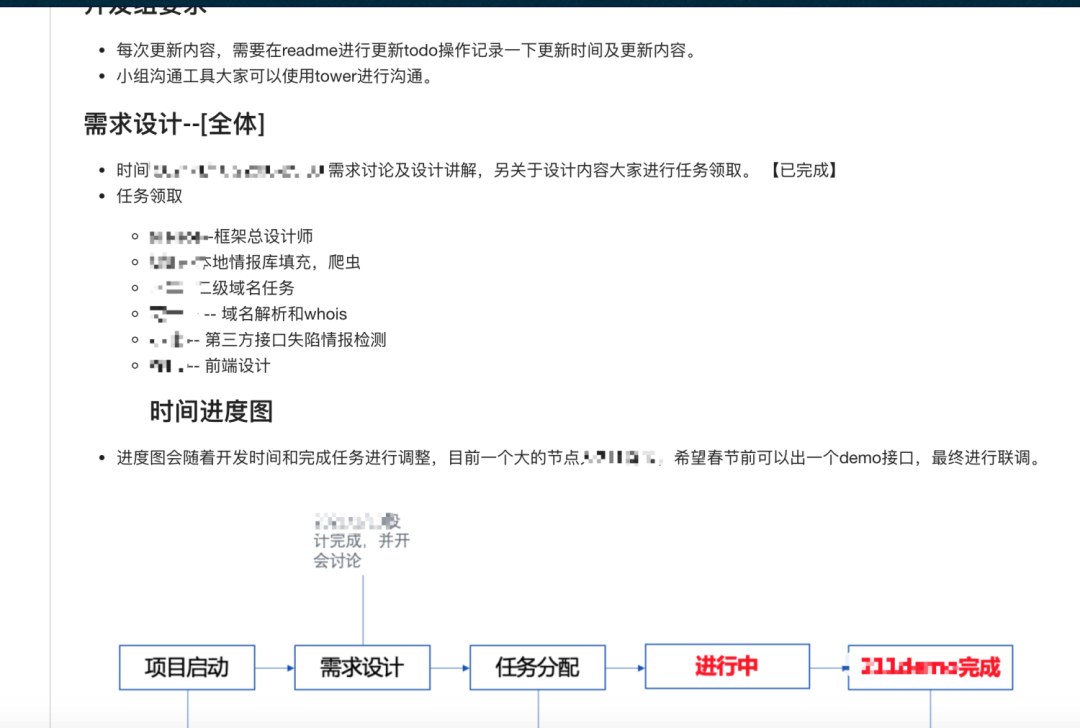 开发组要求
每次更新内容，需要在readme进行更新todo操作记录一下更新时间及更新内容。
小组沟通工具大家可以使用tower进行沟通。
需求设计--[全体]
时间 需求讨论及设计讲解，另关于设计内容大家进行任务领取。 【已完成】
任务领取
框架总设计师
本地情报库填充，爬虫
二级域名任务
-- 域名解析和whois
-- 第三方接口失陷情报检测
-- 前端设计
时间进度图
进度图会随着开发时间和完成任务进行调整，目前一个大的节点 希望春节前可以出一个demo接口，最终进行联调。
设
计完成，并开
会讨论
项目启动
需求设计
任务分配
进行中
demo完成